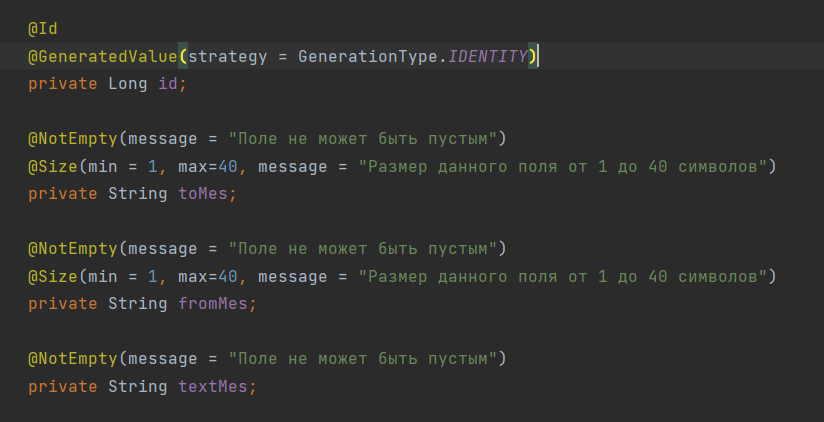 @Id
@GeneratedValue(strategy = GenerationType.IDENTITY)
private Long id;
@NotEmpty(message = "Поле не может быть пустым")
@Size(min = 1, max=40, message = "Размер данного поля от 1 до 40 символов")
private String toMes;
@NotEmpty(message = "Поле не может быть пустым")
@Size(min = 1, max=40, message = "Размер данного поля от 1 до 40 символов")
private String fromMes;
@NotEmpty(message = "Поле не может быть пустым")
private String textMes;